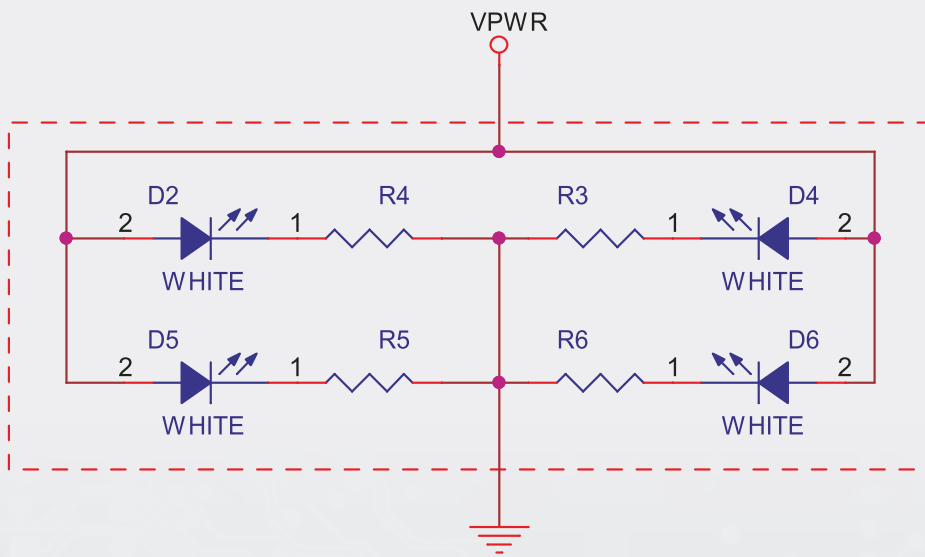 VPWR
D2 R4 R3 D4
2 1 1 2
WHITE WHITE
D5 R5 R6 D6
2 1 1 2
WHITE WHITE